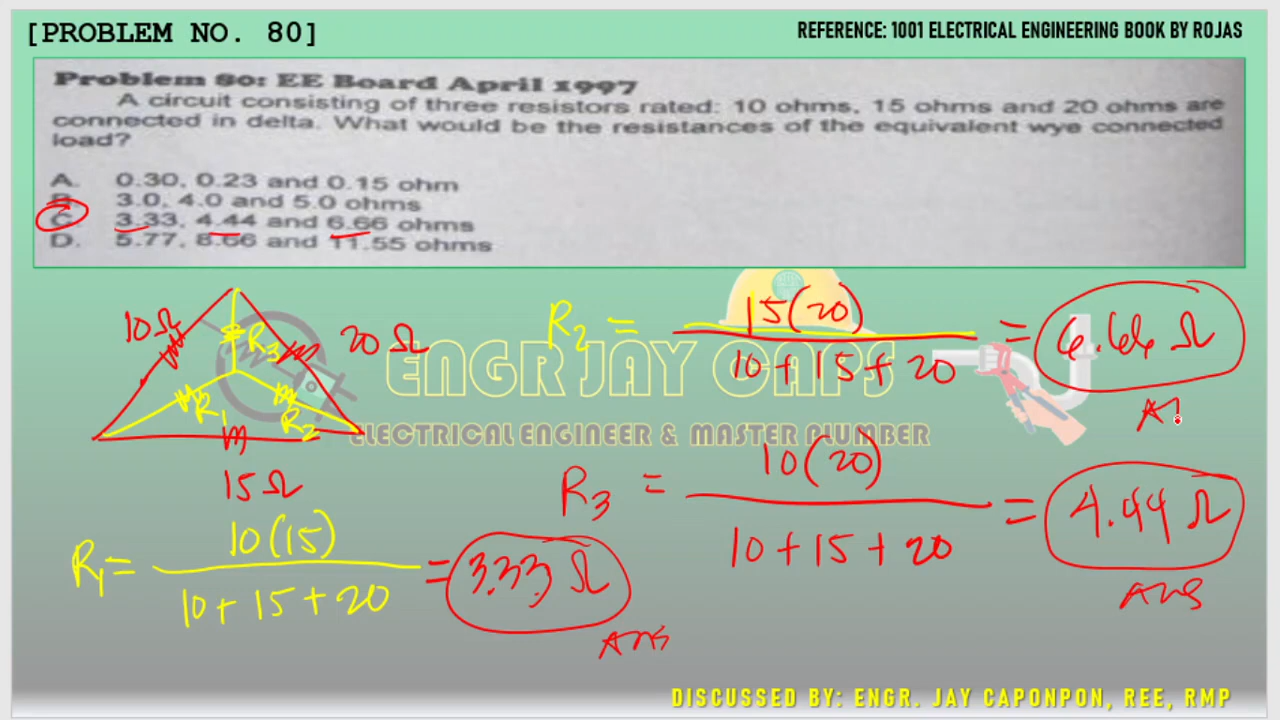 [PROBLEM NO. 80]
REFERENCE: 1001 ELECTRICAL ENGINEERING BOOK BY ROJAS
Problem 80: EE Board April 1997
A circuit consisting of three resistors rated: 10 ohms, 15 ohms and 20 ohms are
connected in delta. What would be the resistances of the equivalent wye connected
load?
A. 0.30, 0.23 and 0.15 ohm
B. 3.0, 4.0 and 5.0 ohms
C. 3.33, 4.44 and 6.66 ohms
D. 5.77, 8.66 and 11.55 ohms
10Ω
R3
20Ω
R1
R2
15Ω
R2 = 15(20) / 10+15+20 = 6.66 Ω
R3 = 10(20) / 10+15+20 = 4.44 Ω
Ans
R1 = 10(15) / 10+15+20 = 3.33 Ω
Ans
ENGR JAY CAPS
ELECTRICAL ENGINEER & MASTER PLUMBER
DISCUSSED BY: ENGR. JAY CAPONPON, REE, RMP